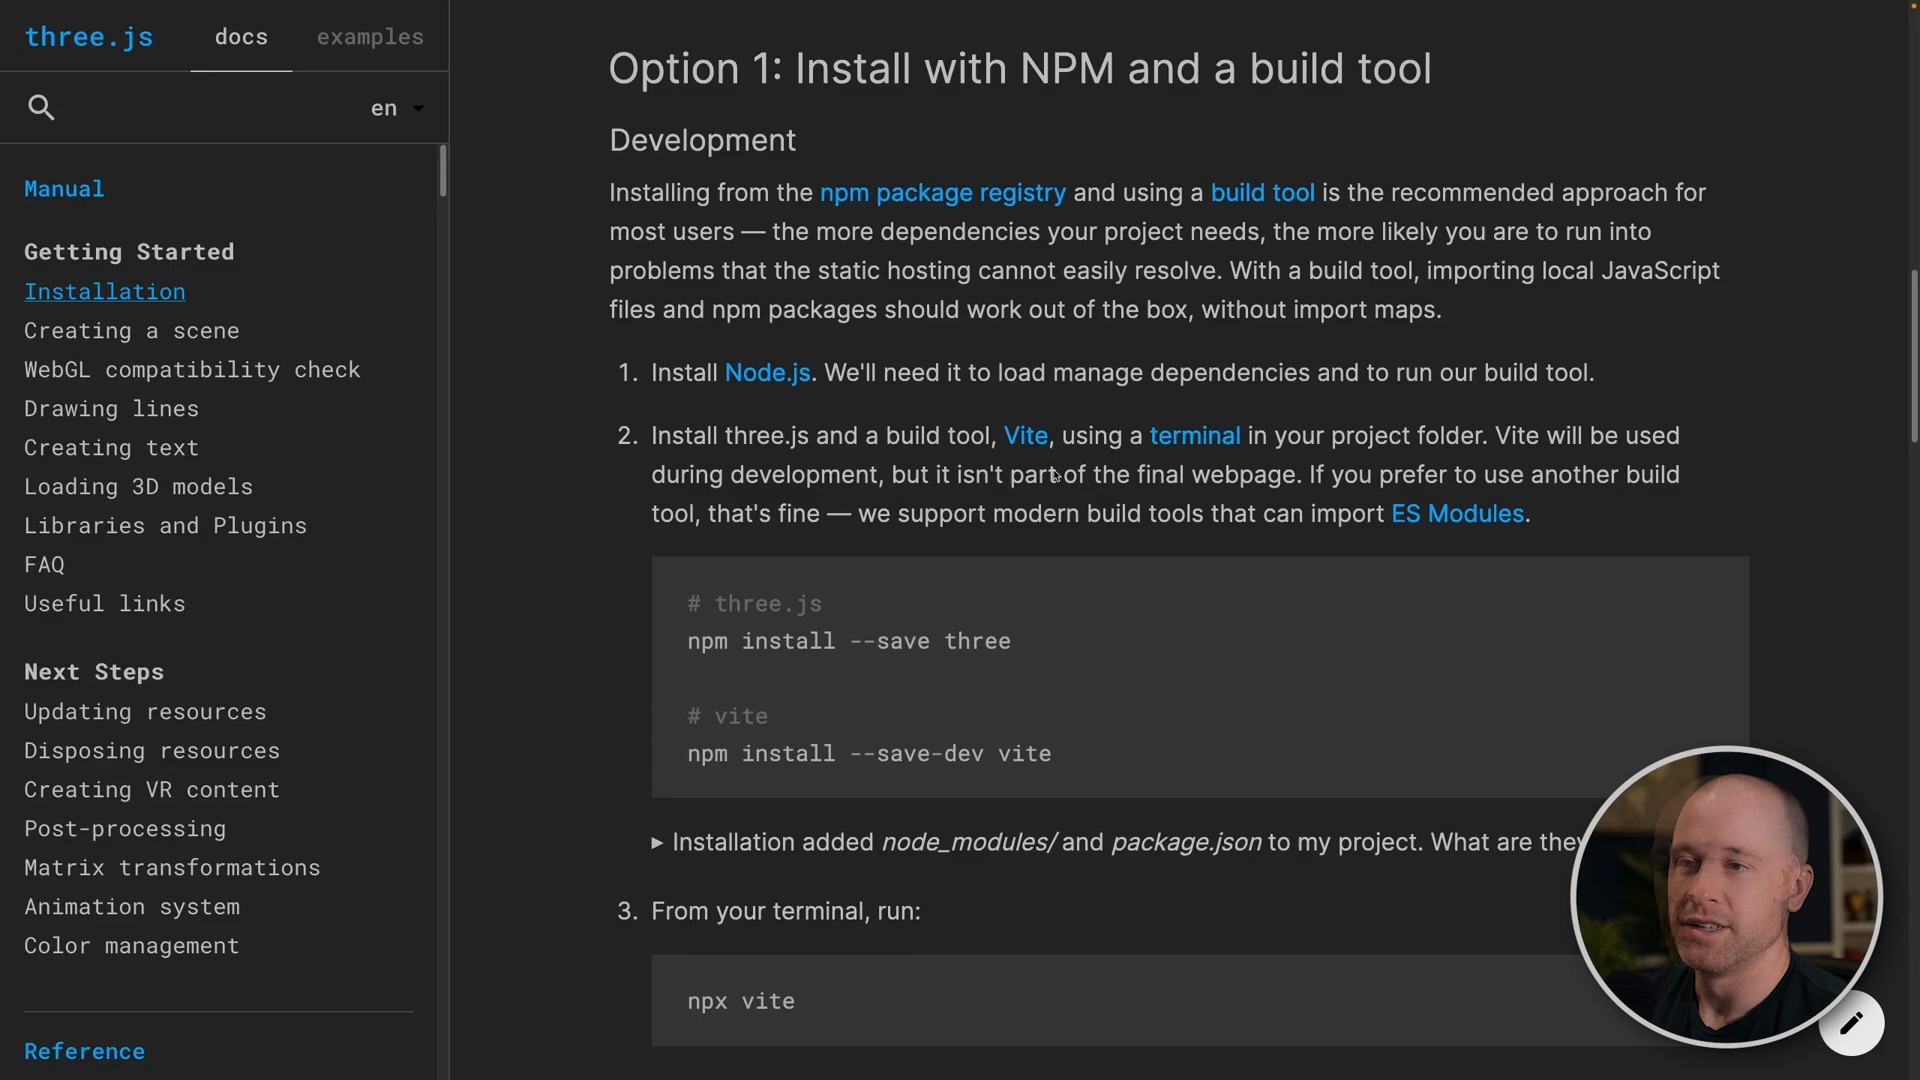 three.js
docs
examples
en
Manual
Getting Started
Installation
Creating a scene
WebGL compatibility check
Drawing lines
Creating text
Loading 3D models
Libraries and Plugins
FAQ
Useful links
Next Steps
Updating resources
Disposing resources
Creating VR content
Post-processing
Matrix transformations
Animation system
Color management
Reference
Option 1: Install with NPM and a build tool
Development
Installing from the npm package registry and using a build tool is the recommended approach for
most users — the more dependencies your project needs, the more likely you are to run into
problems that the static hosting cannot easily resolve. With a build tool, importing local JavaScript
files and npm packages should work out of the box, without import maps.
1. Install Node.js. We'll need it to load manage dependencies and to run our build tool.
2. Install three.js and a build tool, Vite, using a terminal in your project folder. Vite will be used
during development, but it isn't part of the final webpage. If you prefer to use another build
tool, that's fine — we support modern build tools that can import ES Modules.
# three.js
npm install --save three
# vite
npm install --save-dev vite
Installation added node_modules/ and package.json to my project. What are they
3. From your terminal, run:
npx vite